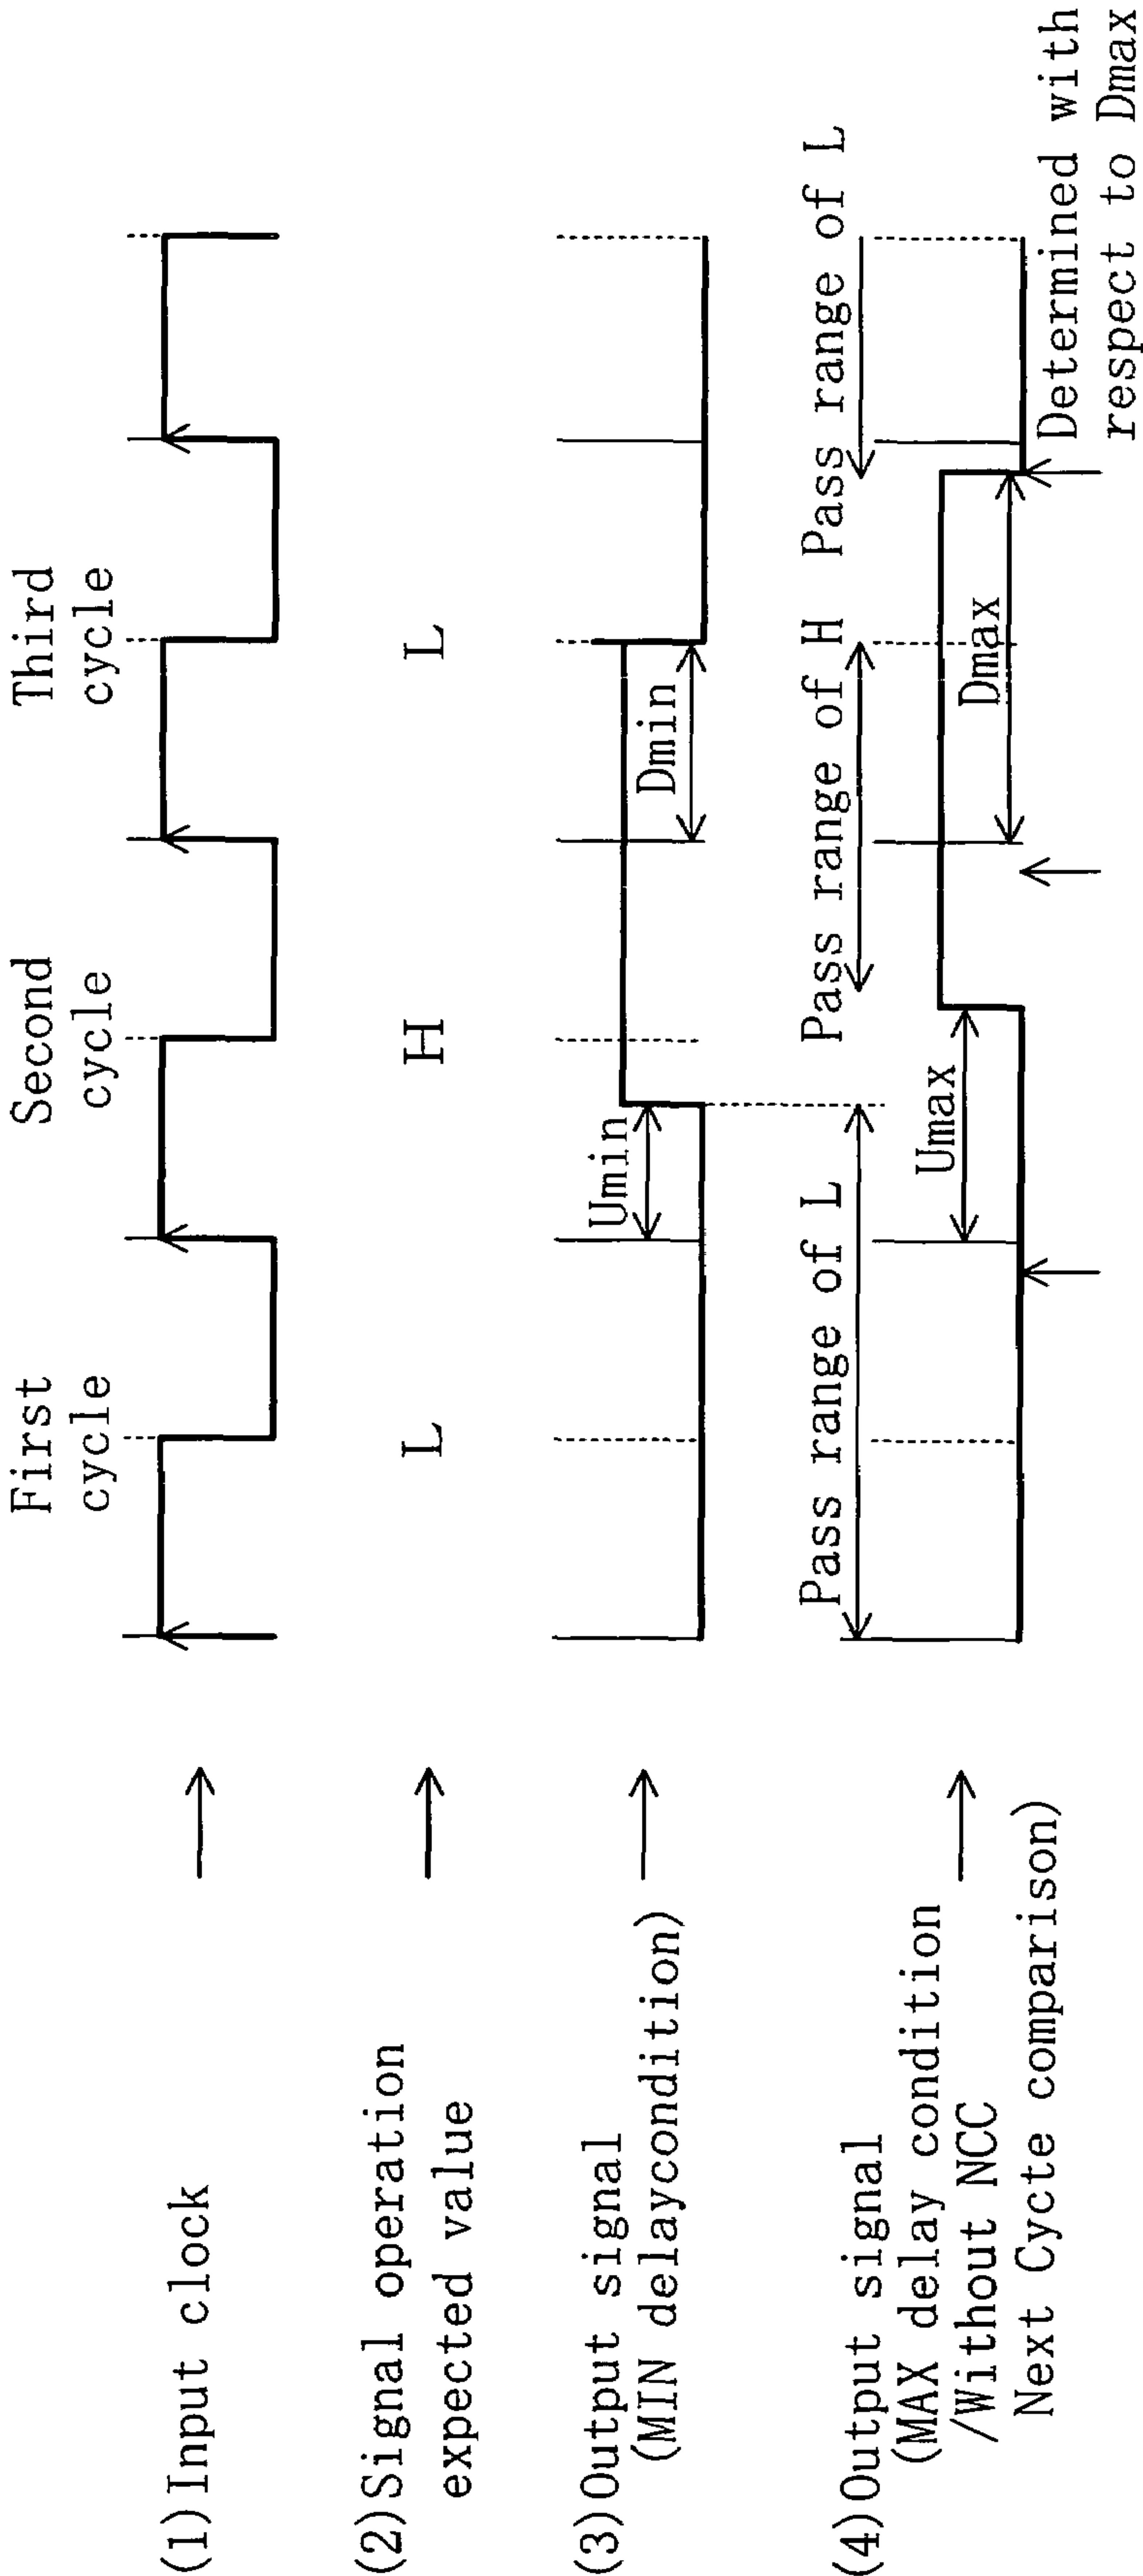 First
cycle
Second
cycle
Third
cycle
(1)Input clock
(2)Signal operation
expected value
L
H
L
(3)Output signal
(MIN delaycondition)
Umin
Dmin
(4)Output signal
(MAX delay condition
/Without NCC
Next Cycte comparison)
Pass range of L
Pass range of H
Pass range of L
Umax
Dmax
Determined with
respect to Dmax